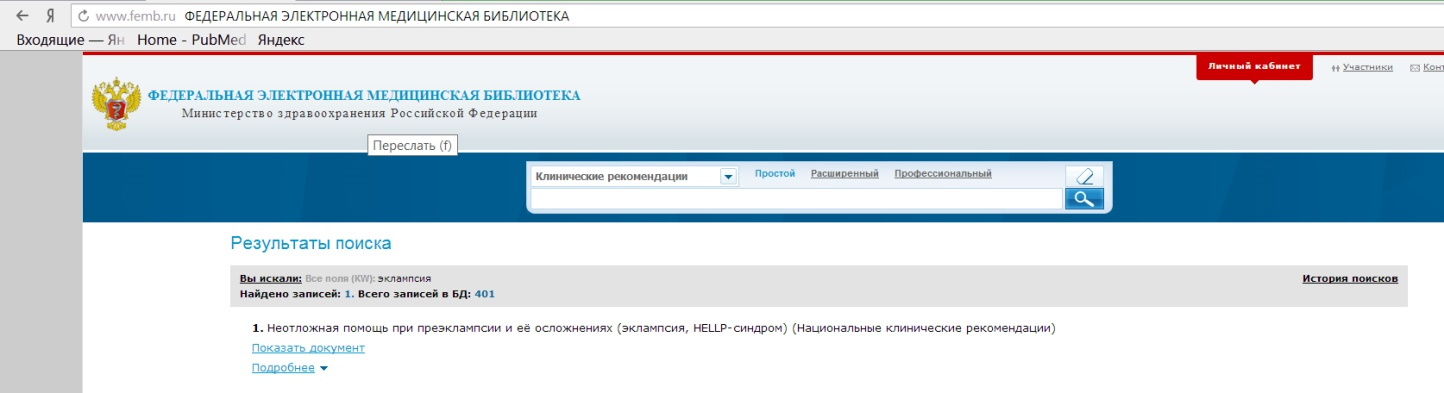 www.femb.ru ФЕДЕРАЛЬНАЯ ЭЛЕКТРОННАЯ МЕДИЦИНСКАЯ БИБЛИОТЕКА
Входящие — Ян Home - PubMed Яндекс
Личный кабинет Участники Конт
ФЕДЕРАЛЬНАЯ ЭЛЕКТРОННАЯ МЕДИЦИНСКАЯ БИБЛИОТЕКА
Министерство здравоохранения Российской Федерации
Переслать (f)
Клинические рекомендации Простой Расширенный Профессиональный
Результаты поиска
Вы искали: Все поля (KW): эклампсия История поисков
Найдено записей: 1. Всего записей в БД: 401
1. Неотложная помощь при преэклампсии и её осложнениях (эклампсия, HELLP-синдром) (Национальные клинические рекомендации)
Показать документ
Подробнее